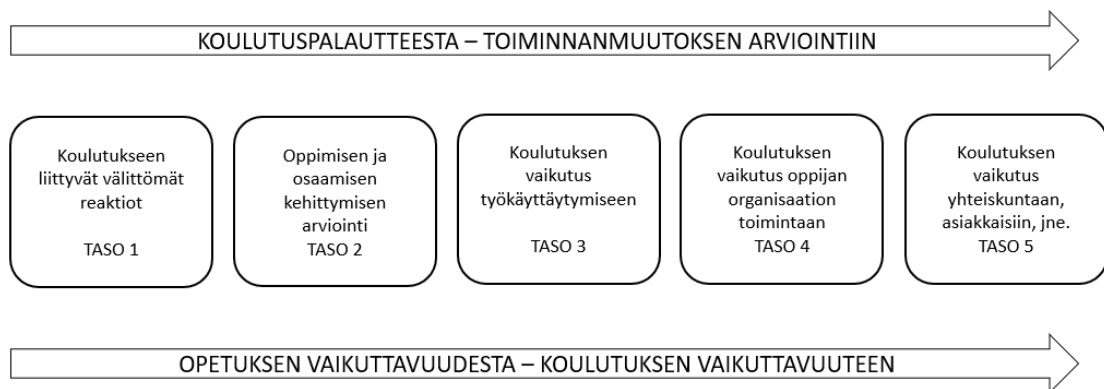 KOULUTUSPALAUTTEESTA – TOIMINNANMUUTOKSEN ARVIOINTIIN
Koulutukseen
liittyvät välittömät
reaktiot
TASO 1
Oppimisen ja
osaamisen
kehittymisen
arviointi
TASO 2
Koulutuksen
vaikutus
työkäyttäytymiseen
TASO 3
Koulutuksen
vaikutus oppijan
organisaation
toimintaan
TASO 4
Koulutuksen
vaikutus
yhteiskuntaan,
asiakkaisiin, jne.
TASO 5
OPETUKSEN VAIKUTTAVUUDESTA – KOULUTUKSEN VAIKUTTAVUUTEEN